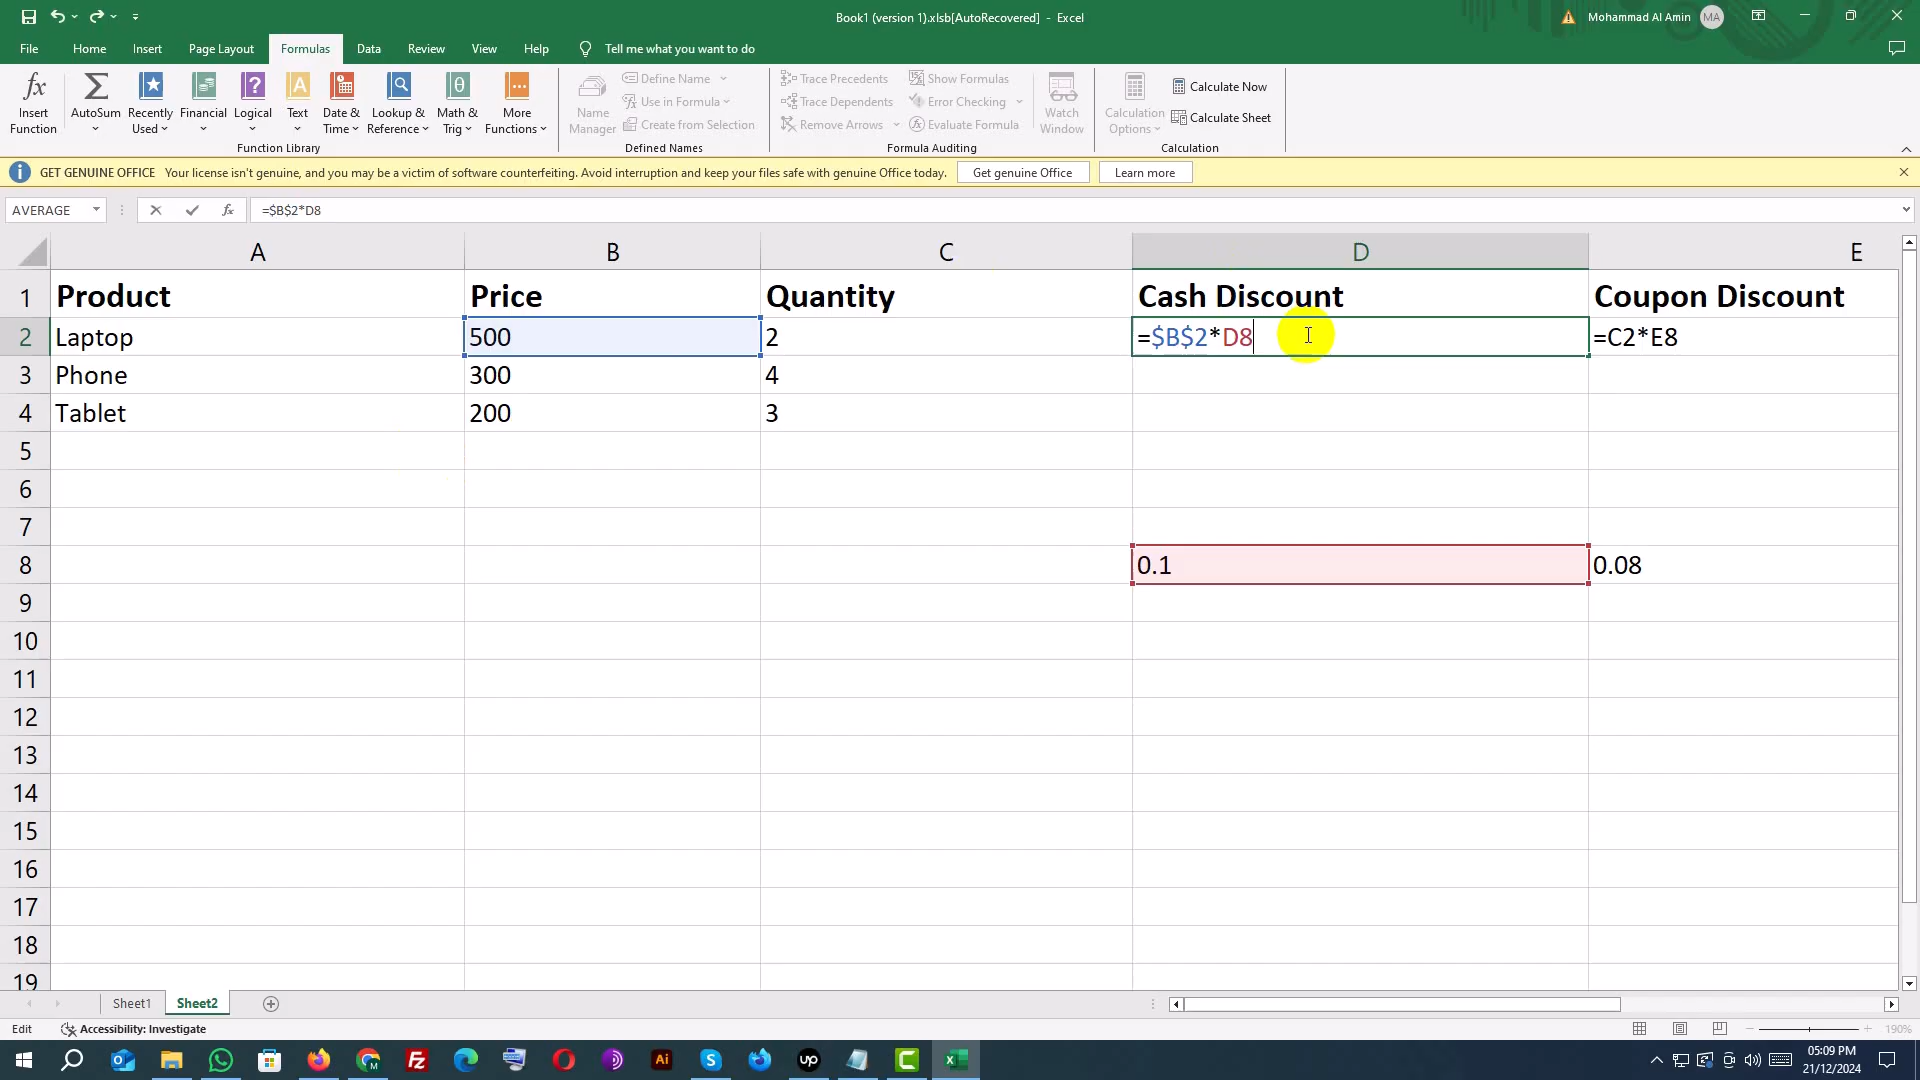 Book1 (version 1).xlsb[AutoRecovered] - Excel
Mohammad Al Amin
MA
File Home Insert Page Layout Formulas Data Review View Help Tell me what you want to do
Insert Function
AutoSum
Recently Used
Financial
Logical
Text
Date & Time
Lookup & Reference
Math & Trig
More Functions
Function Library
Name Manager
Define Name
Use in Formula
Create from Selection
Defined Names
Trace Precedents
Trace Dependents
Remove Arrows
Show Formulas
Error Checking
Evaluate Formula
Formula Auditing
Watch Window
Calculation Options
Calculate Now
Calculate Sheet
Calculation
GET GENUINE OFFICE Your license isn't genuine, and you may be a victim of software counterfeiting. Avoid interruption and keep your files safe with genuine Office today. Get genuine Office Learn more
AVERAGE fx =$B$2*D8
A B C D E
1 Product Price Quantity Cash Discount Coupon Discount
2 Laptop 500 2 =$B$2*D8 =C2*E8
3 Phone 300 4
4 Tablet 200 3
5
6
7
8 0.1 0.08
9
10
11
12
13
14
15
16
17
18
19
Sheet1 Sheet2
Edit Accessibility: Investigate 190%
05:09 PM
21/12/2024